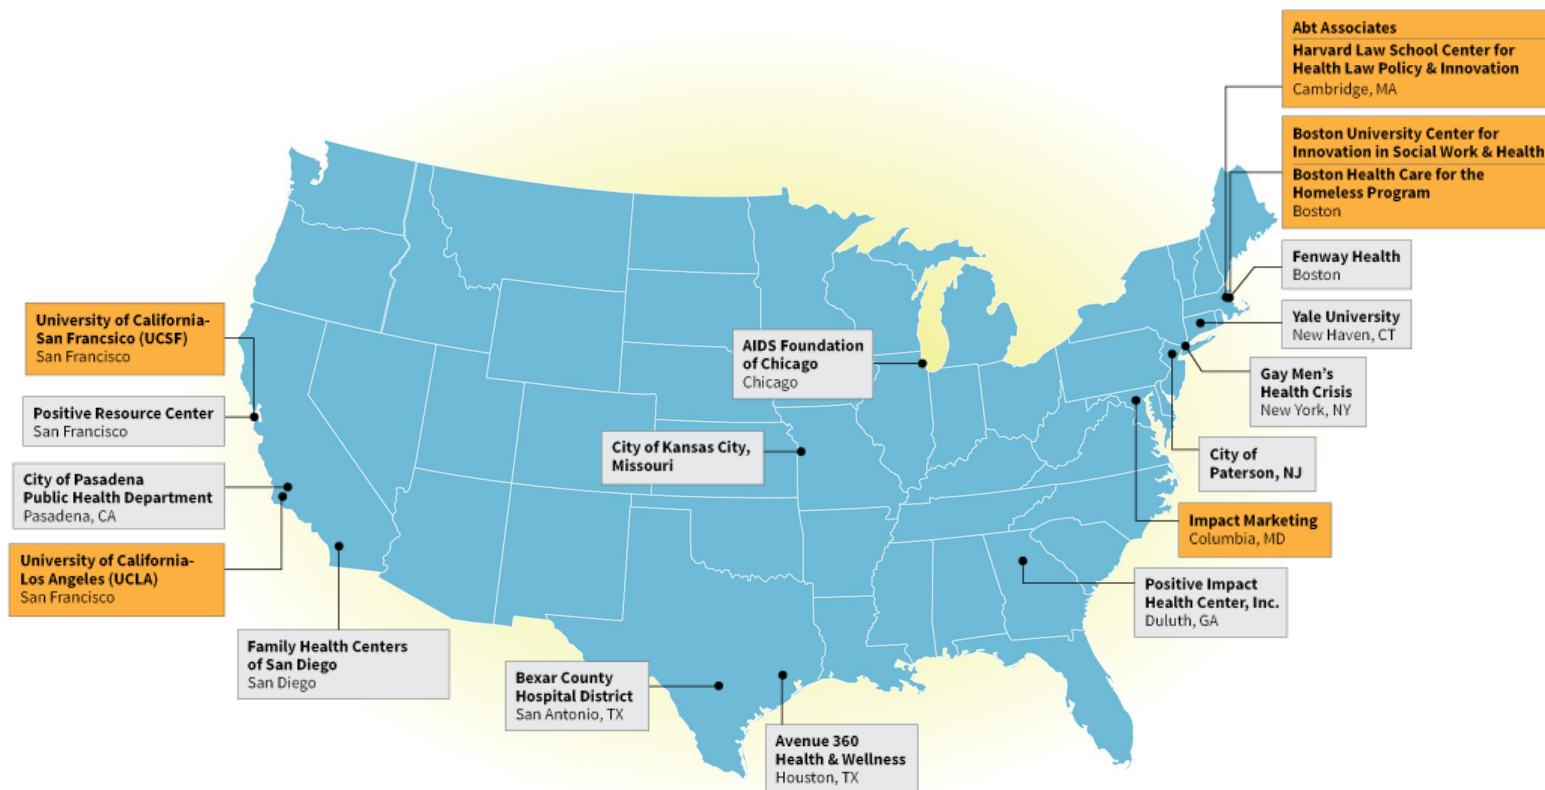 Abt Associates
Harvard Law School Center for
Health Law Policy & Innovation
Cambridge, MA
Boston University Center for
Innovation in Social Work & Health
Boston Health Care for the
Homeless Program
Boston
Fenway Health
Boston
Yale University
New Haven, CT
Gay Men's
Health Crisis
New York, NY
City of
Paterson, NJ
Impact Marketing
Columbia, MD
Positive Impact
Health Center, Inc.
Duluth, GA
AIDS Foundation
of Chicago
Chicago
City of Kansas City,
Missouri
University of California-
San Francsico (UCSF)
San Francisco
Positive Resource Center
San Francisco
City of Pasadena
Public Health Department
Pasadena, CA
University of California-
Los Angeles (UCLA)
San Francisco
Family Health Centers
of San Diego
San Diego
Bexar County
Hospital District
San Antonio, TX
Avenue 360
Health & Wellness
Houston, TX